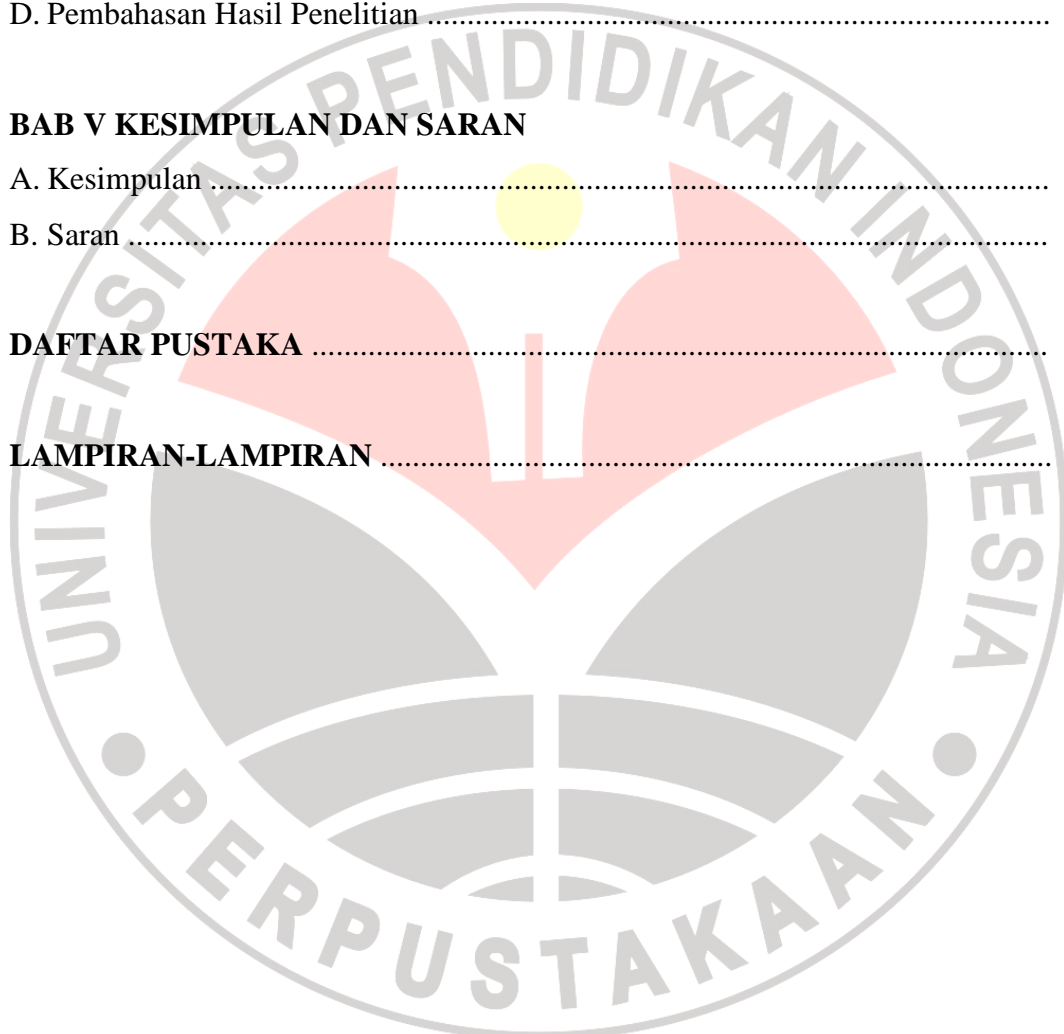 D. Pembahasan Hasil Penelitian ............................................................................
BAB V KESIMPULAN DAN SARAN
A. Kesimpulan .......................................................................................................
B. Saran .................................................................................................................
DAFTAR PUSTAKA ..........................................................................................
LAMPIRAN-LAMPIRAN ..................................................................................
UNIVERSITAS PENDIDIKAN INDONESIA
PERPUSTAKAAN